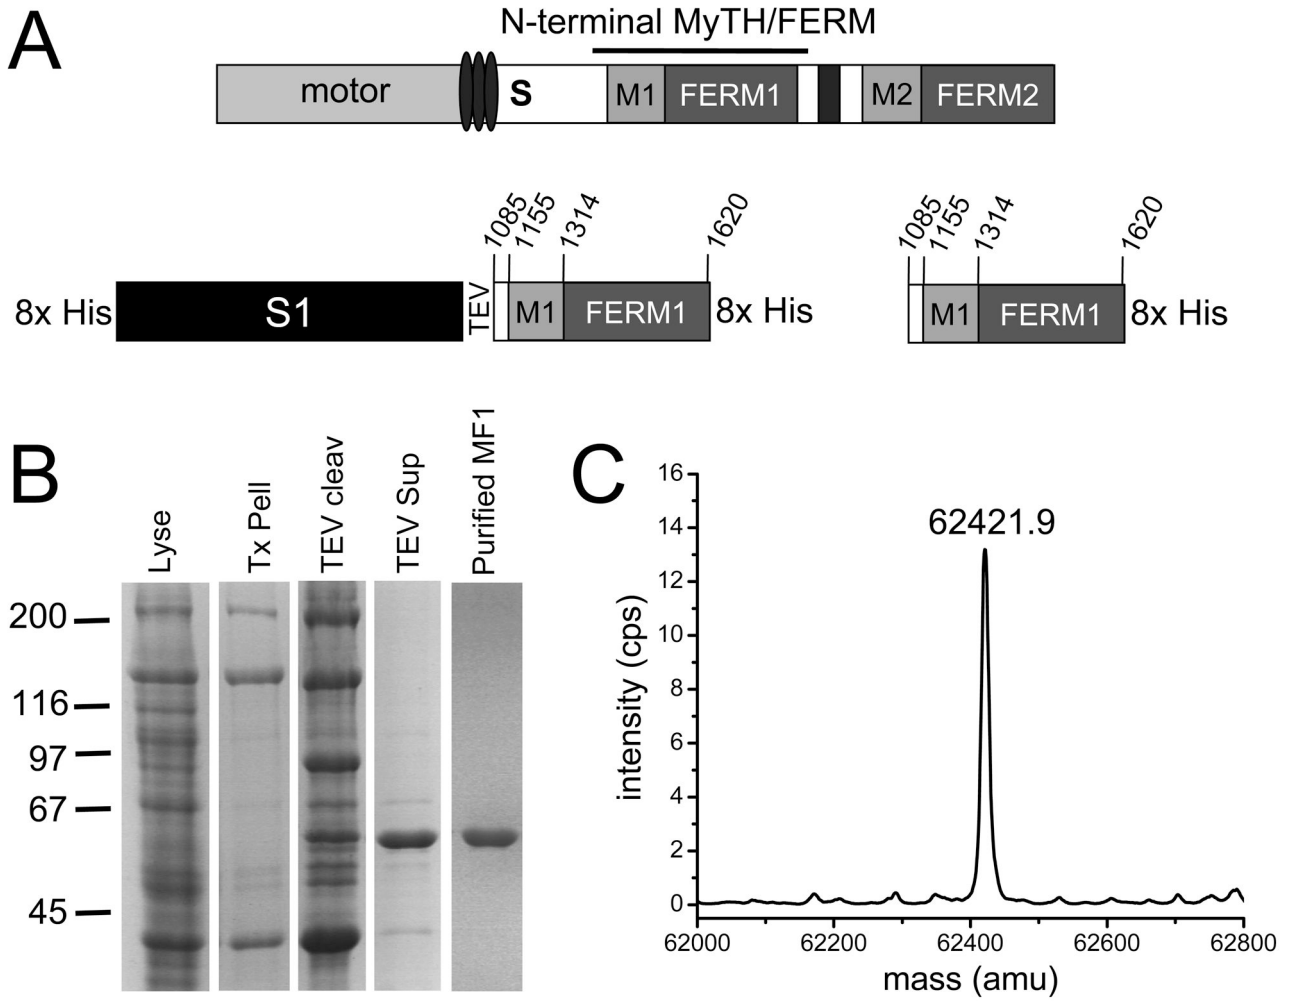 A
N-terminal MyTH/FERM
motor
S
M1
FERM1
M2
FERM2
1085
1155
1314
1620
1085
1155
1314
1620
8x His
S1
TEV
M1
FERM1
8x His
M1
FERM1
8x His
B
Lyse
Tx Pell
TEV cleav
TEV Sup
Purified MF1
200
116
97
67
45
C
62421.9
intensity (cps)
16
14
12
10
8
6
4
2
0
62000
62200
62400
62600
62800
mass (amu)